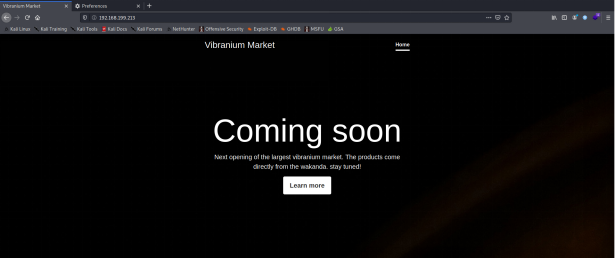 Vibranium Market
Preferences
192.168.199.213
Kali Linux
Kali Training
Kali Tools
Kali Docs
Kali Forums
NetHunter
Offensive Security
Exploit-DB
GHDB
MSFU
GSA
Vibranium Market
Home
Coming soon
Next opening of the largest vibranium market. The products come
directly from the wakanda. stay tuned!
Learn more